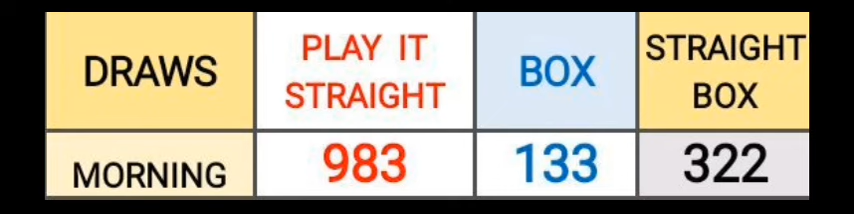 DRAWS
PLAY IT
STRAIGHT
BOX
STRAIGHT
BOX
MORNING
983
133
322